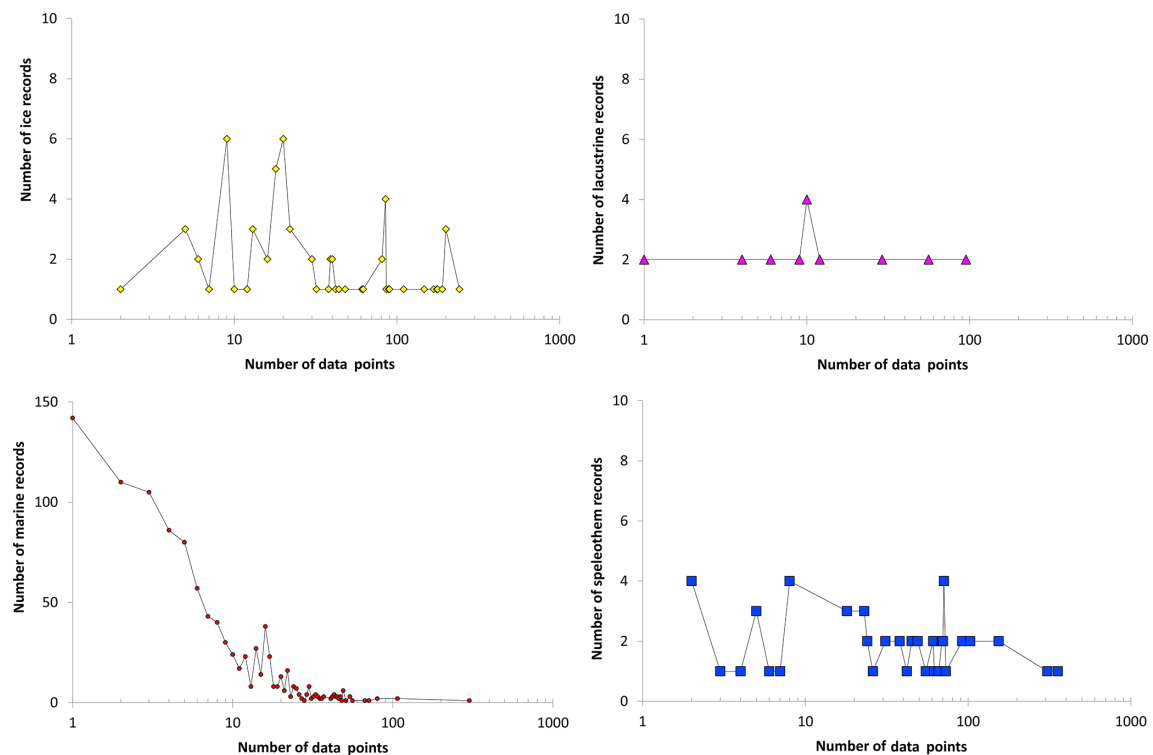 10
8
6
4
2
0
Number of ice records
1 10 100 1000
Number of data points
10
8
6
4
2
0
Number of lacustrine records
1 10 100 1000
Number of data points
150
100
50
0
Number of marine records
1 10 100 1000
Number of data points
10
8
6
4
2
0
Number of speleothem records
1 10 100 1000
Number of data points